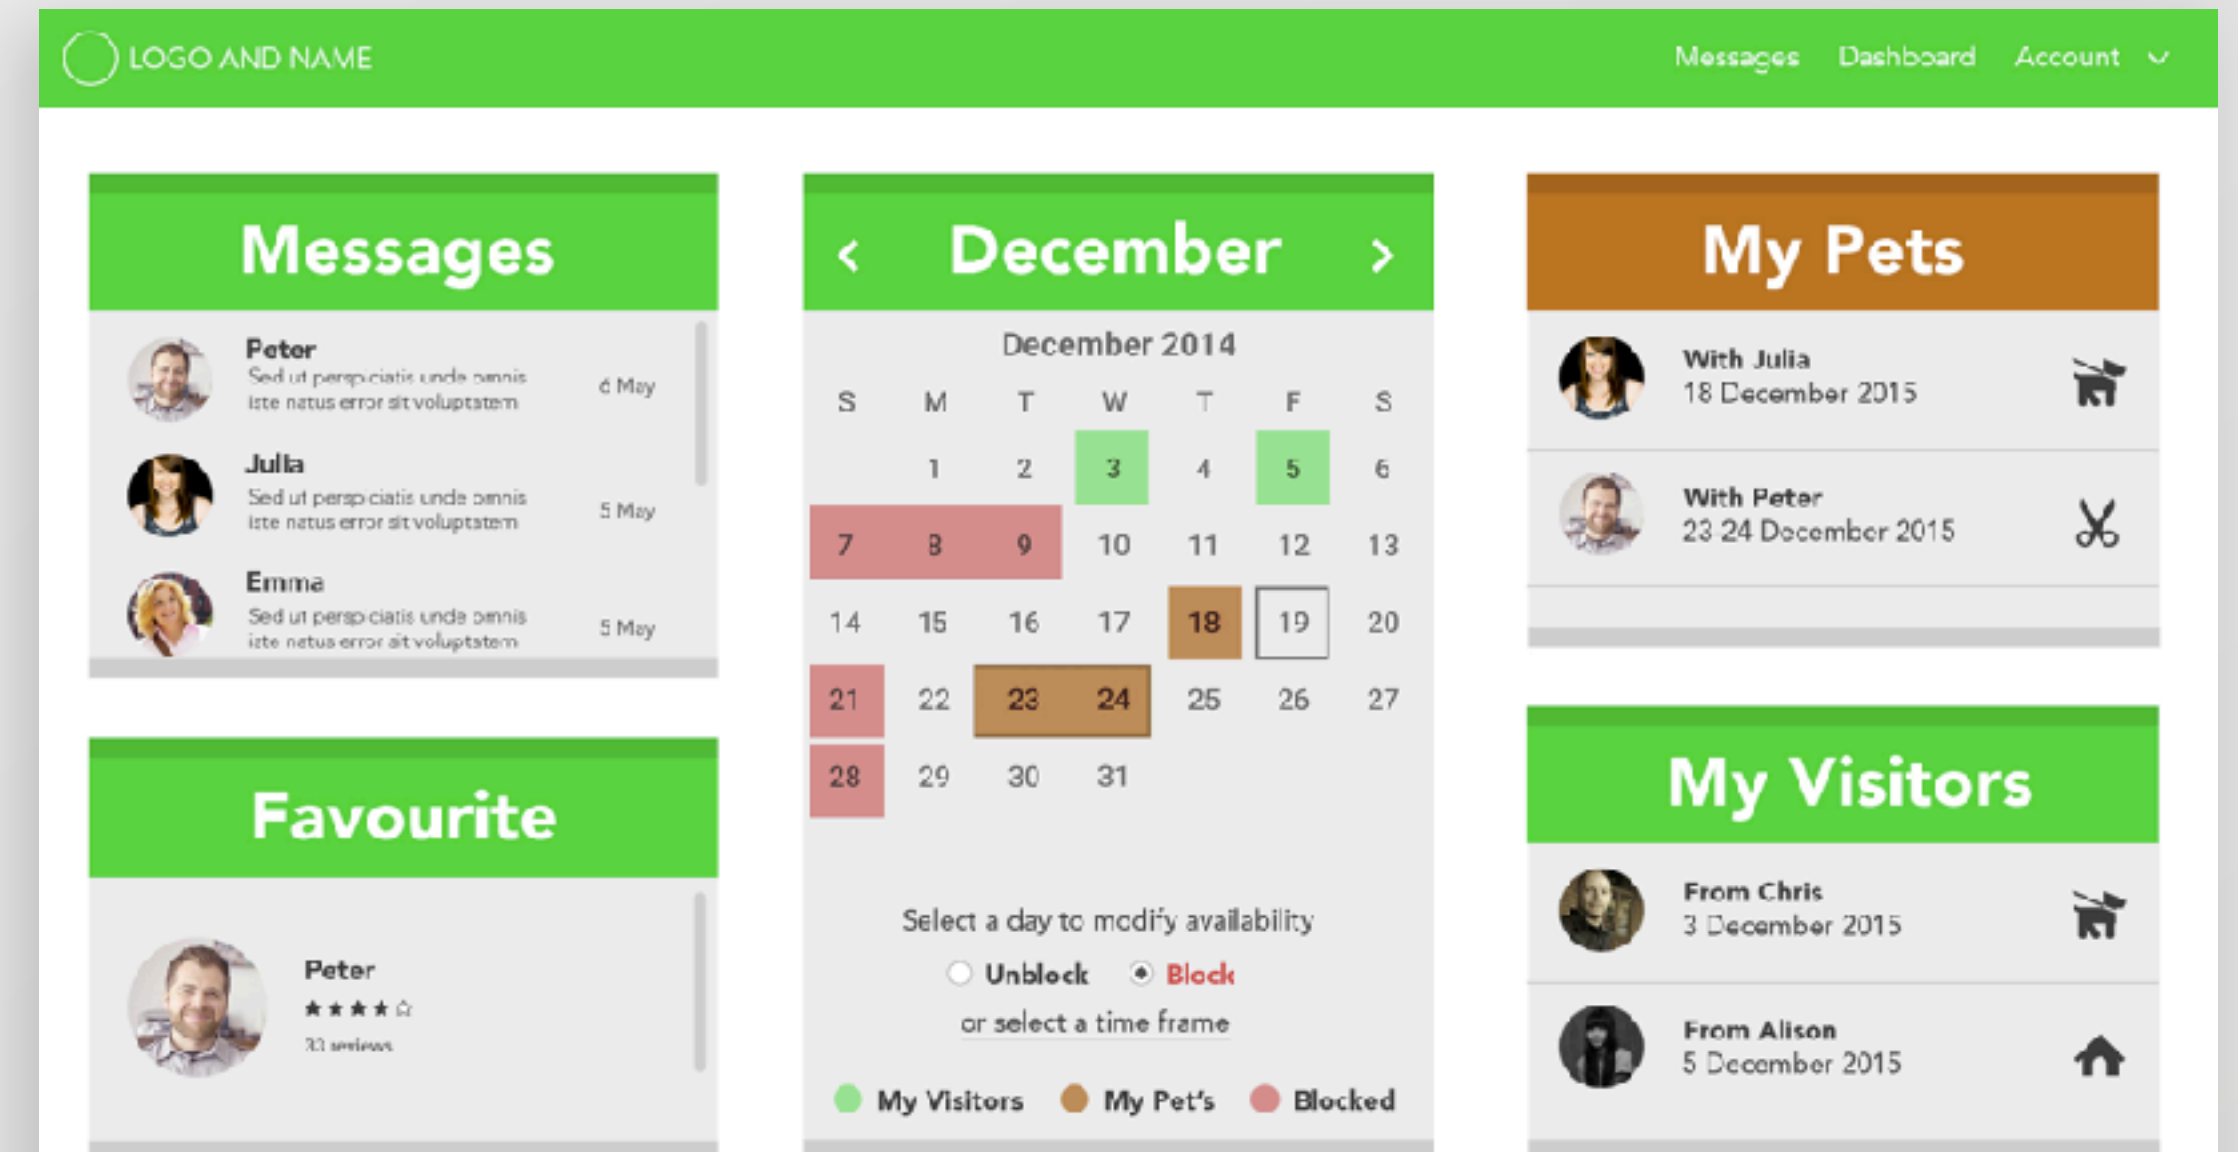 LOGO AND NAME
Messages Dashboard Account
Messages
Peter
Sed ut perspiciatis unde omnis
iste natus error sit voluptatem
6 May
Julia
Sed ut perspiciatis unde omnis
iste natus error sit voluptatem
5 May
Emma
Sed ut perspiciatis unde omnis
iste natus error sit voluptatem
5 May
Favourite
Peter
33 reviews
< December >
December 2014
S M T W T F S
1 2 3 4 5 6
7 8 9 10 11 12 13
14 15 16 17 18 19 20
21 22 23 24 25 26 27
28 29 30 31
Select a day to modify availability
Unblock Block
or select a time frame
My Visitors My Pet's Blocked
My Pets
With Julia
18 December 2015
With Peter
23-24 December 2015
My Visitors
From Chris
3 December 2015
From Alison
5 December 2015